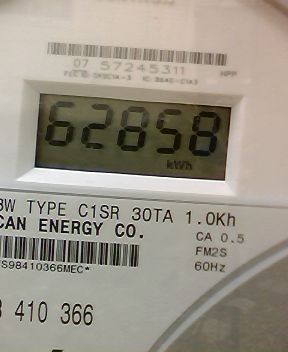 07 57245311
HPP
62858
kWh
3W TYPE C1SR 30TA 1.0Kh
CAN ENERGY CO.
CA 0.5
FM2S
60Hz
S98410366MEC*
410 366